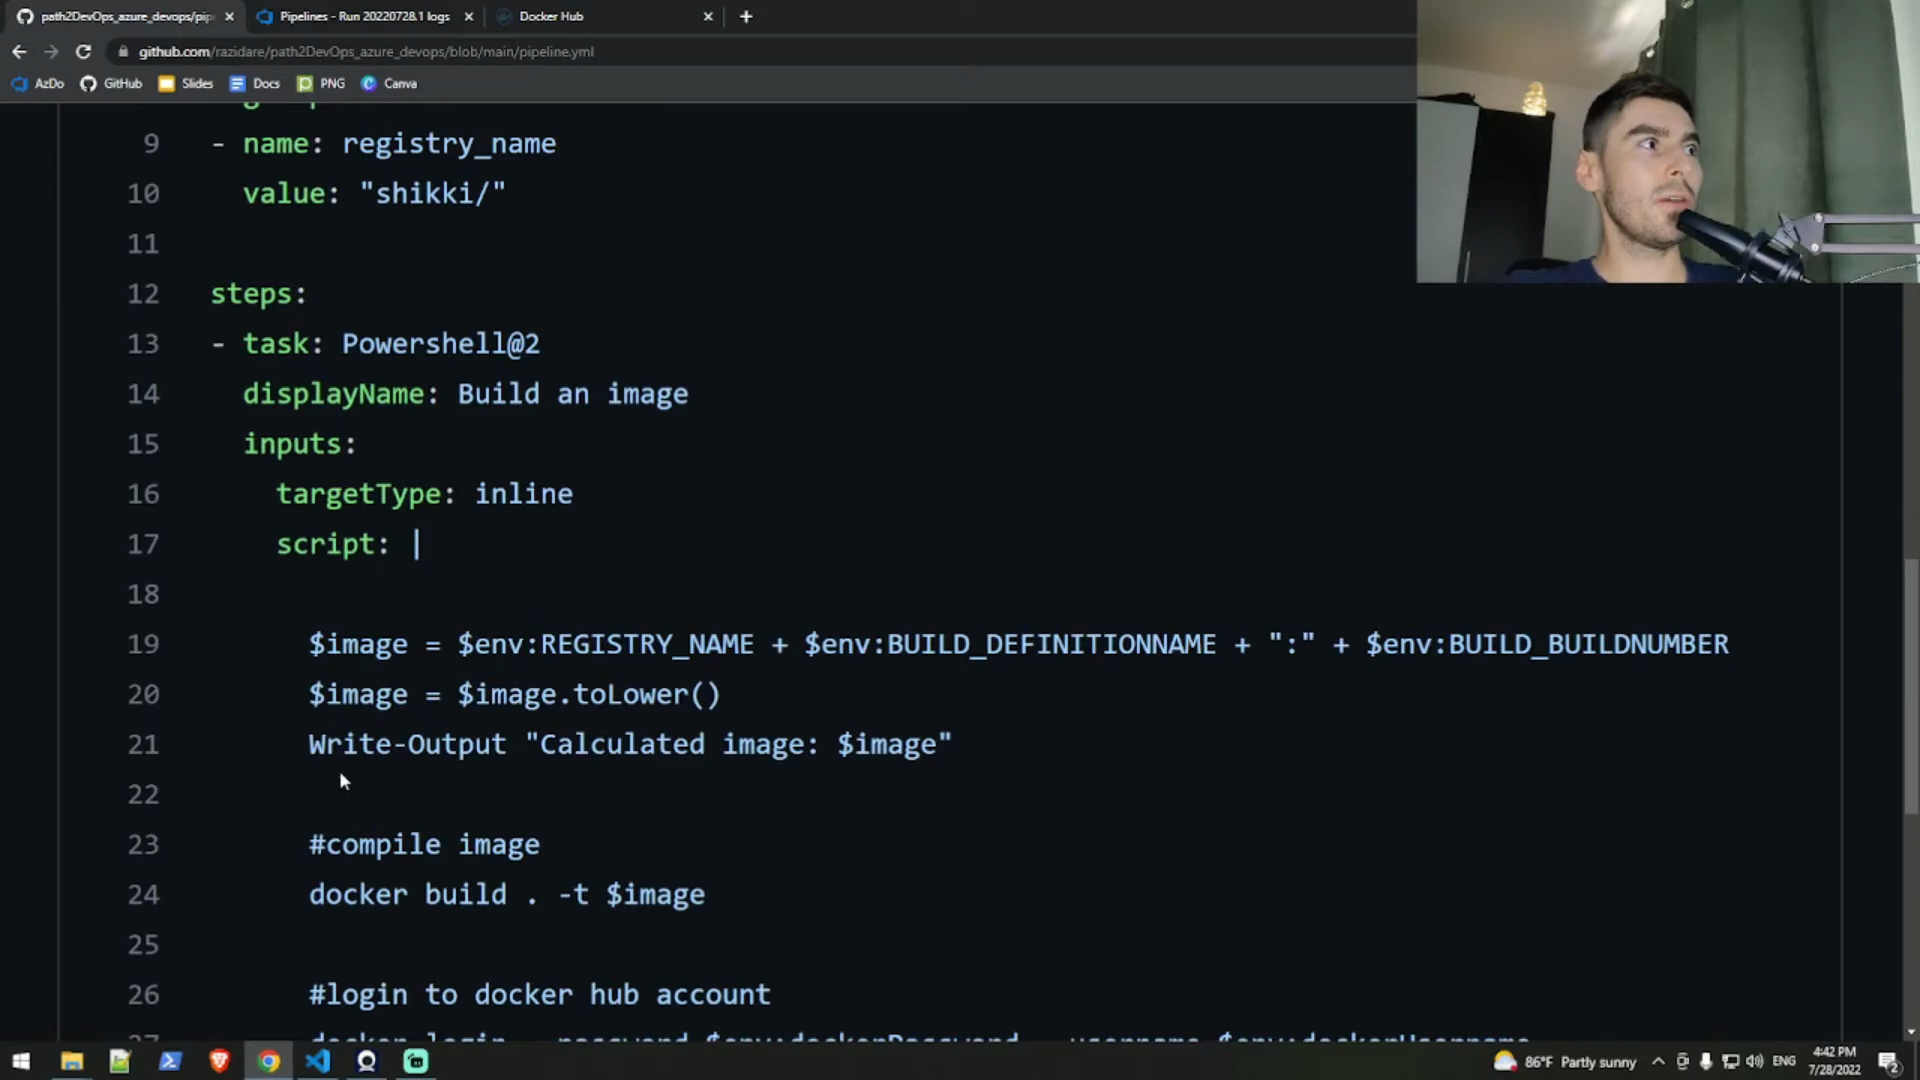 path2DevOps_azure_devops/pip
Pipelines - Run 20220728.1 logs
Docker Hub
github.com/razidare/path2DevOps_azure_devops/blob/main/pipeline.yml
AzDo GitHub Slides Docs PNG Canva
9 - name: registry_name
10 value: "shikki/"
11
12 steps:
13 - task: Powershell@2
14 displayName: Build an image
15 inputs:
16 targetType: inline
17 script: |
18
19 $image = $env:REGISTRY_NAME + $env:BUILD_DEFINITIONNAME + ":" + $env:BUILD_BUILDNUMBER
20 $image = $image.toLower()
21 Write-Output "Calculated image: $image"
22
23 #compile image
24 docker build . -t $image
25
26 #login to docker hub account
86°F Partly sunny
ENG
4:42 PM
7/28/2022
2